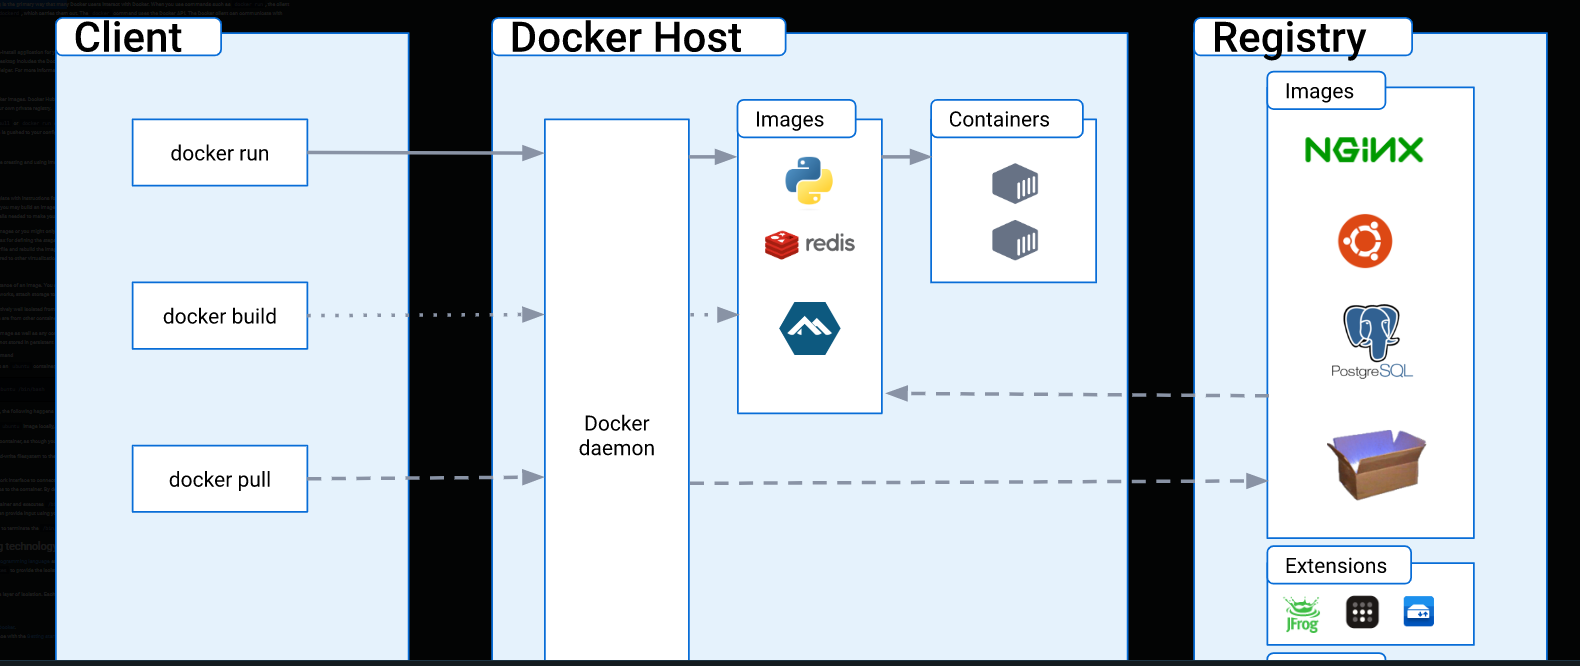 Client
docker run
docker build
docker pull
Docker Host
Docker
daemon
Images
redis
Containers
Registry
Images
NGiNX
PostgreSQL
Extensions
JFrog